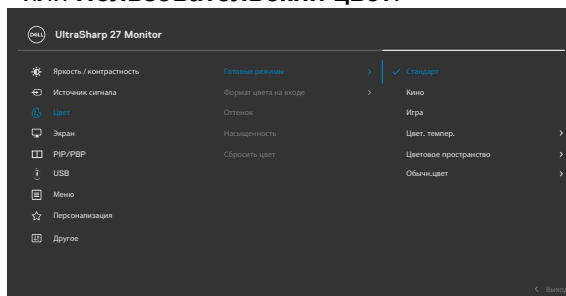 или Пользовательский цвет.
DELL UltraSharp 27 Monitor
Яркость / контрастность
Готовые режимы
Стандарт
Источник сигнала
Формат цвета на входе
Кино
Цвет
Оттенок
Игра
Экран
Насыщенность
Цвет. темпер.
PIP/PBP
Сбросить цвет
Цветовое пространство
USB
Обычн.цвет
Меню
Персонализация
Другое
Выход